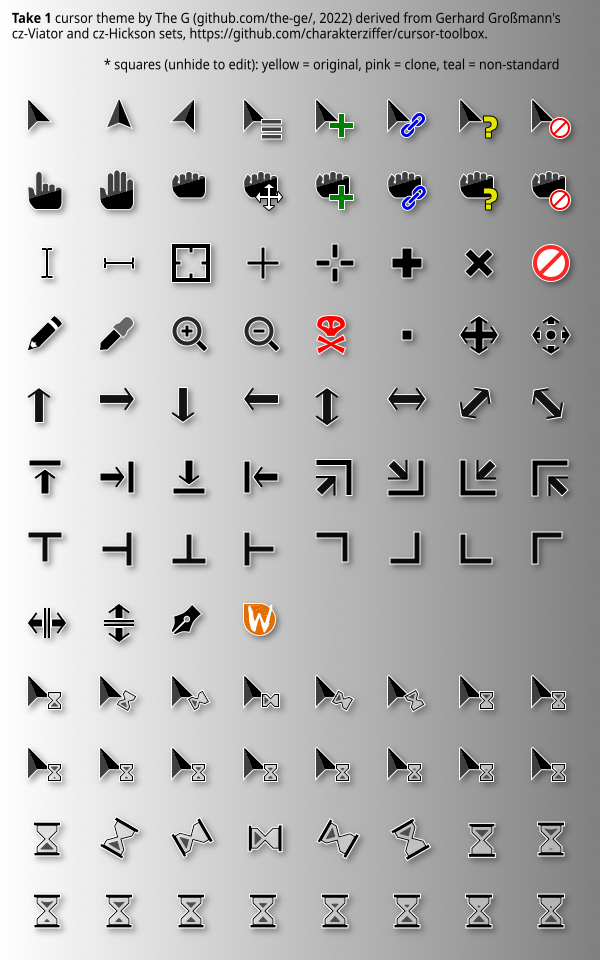 Take 1 cursor theme by The G (github.com/the-ge/, 2022) derived from Gerhard Großmann's
cz-Viator and cz-Hickson sets, https://github.com/charakterziffer/cursor-toolbox.
* squares (unhide to edit): yellow = original, pink = clone, teal = non-standard
? 
?
W